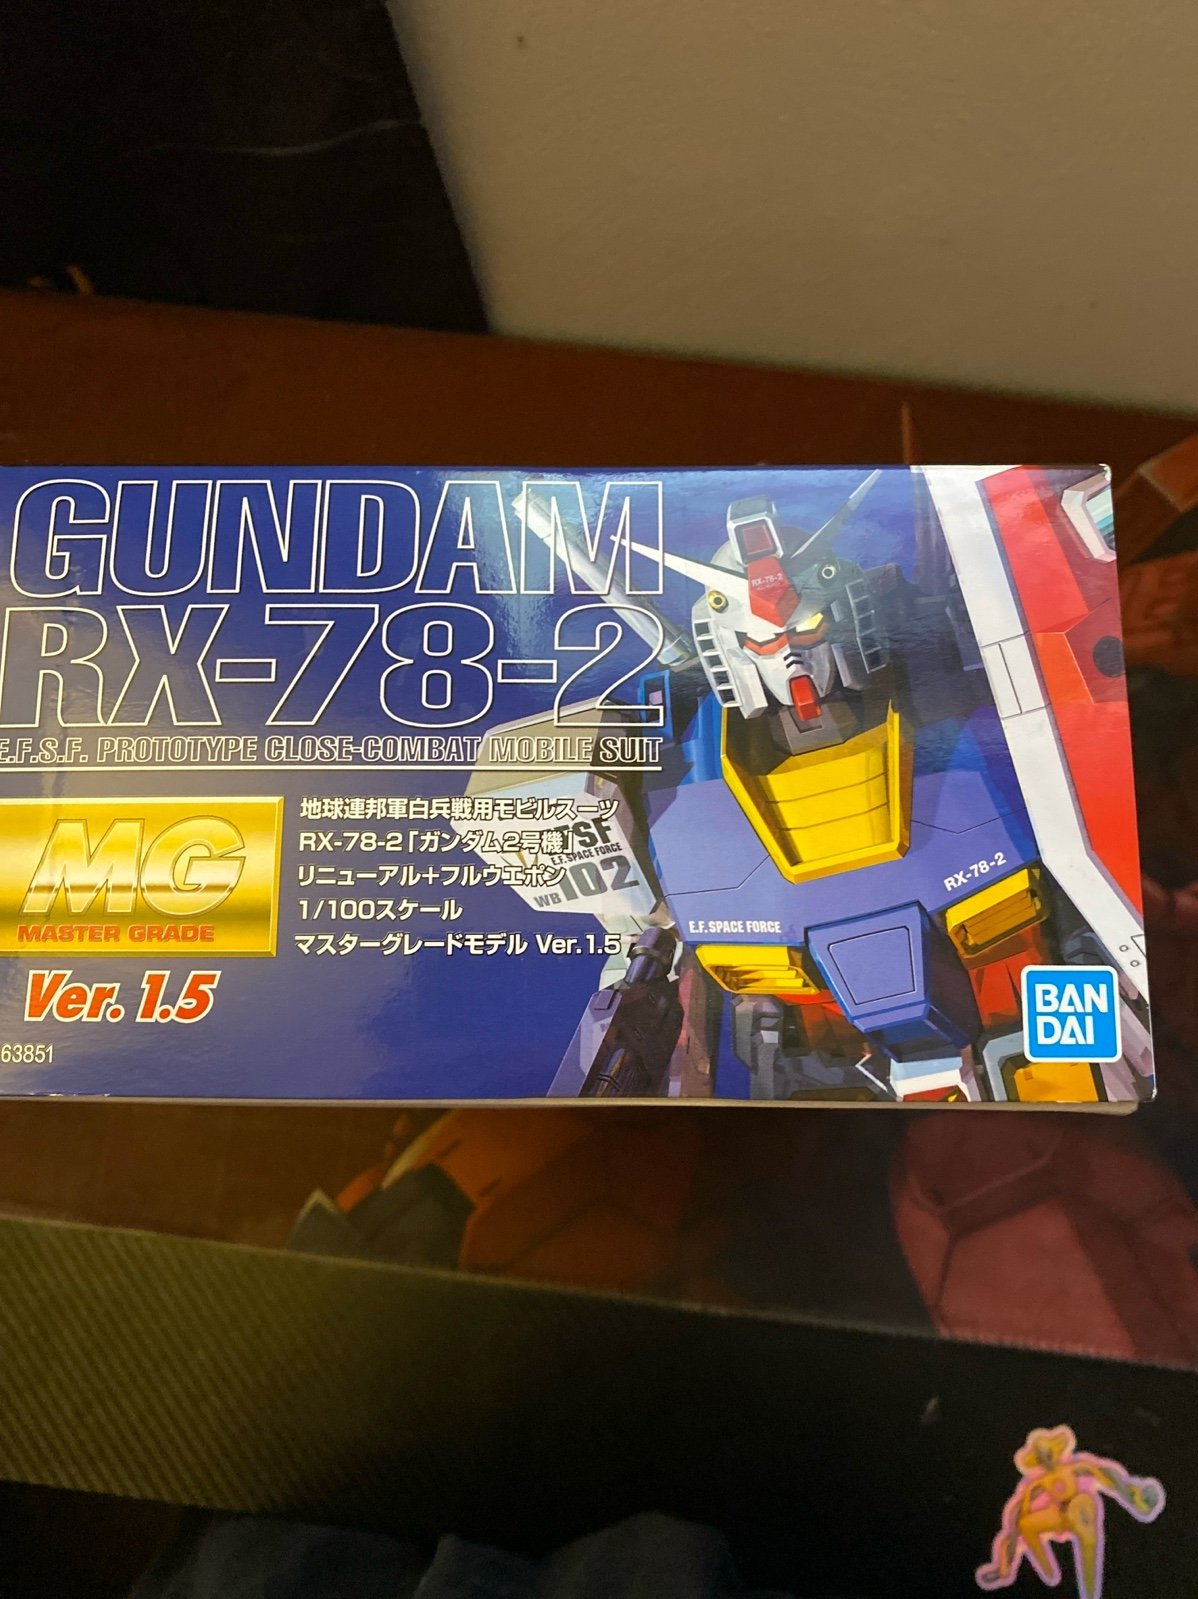 GUNDAM
RX-78-2
E.F.S.F. PROTOTYPE CLOSE-COMBAT MOBILE SUIT
MG
MASTER GRADE
Ver. 1.5
63851
地球連邦軍白兵戦用モビルスーツ
RX-78-2「ガンダム2号機」
リニューアル+フルウエポン
1/100スケール
マスターグレードモデル Ver.1.5
SF
E.F. SPACE FORCE
WB 102
RX-78-2
E.F. SPACE FORCE
RX-78-2
BAN
DAI